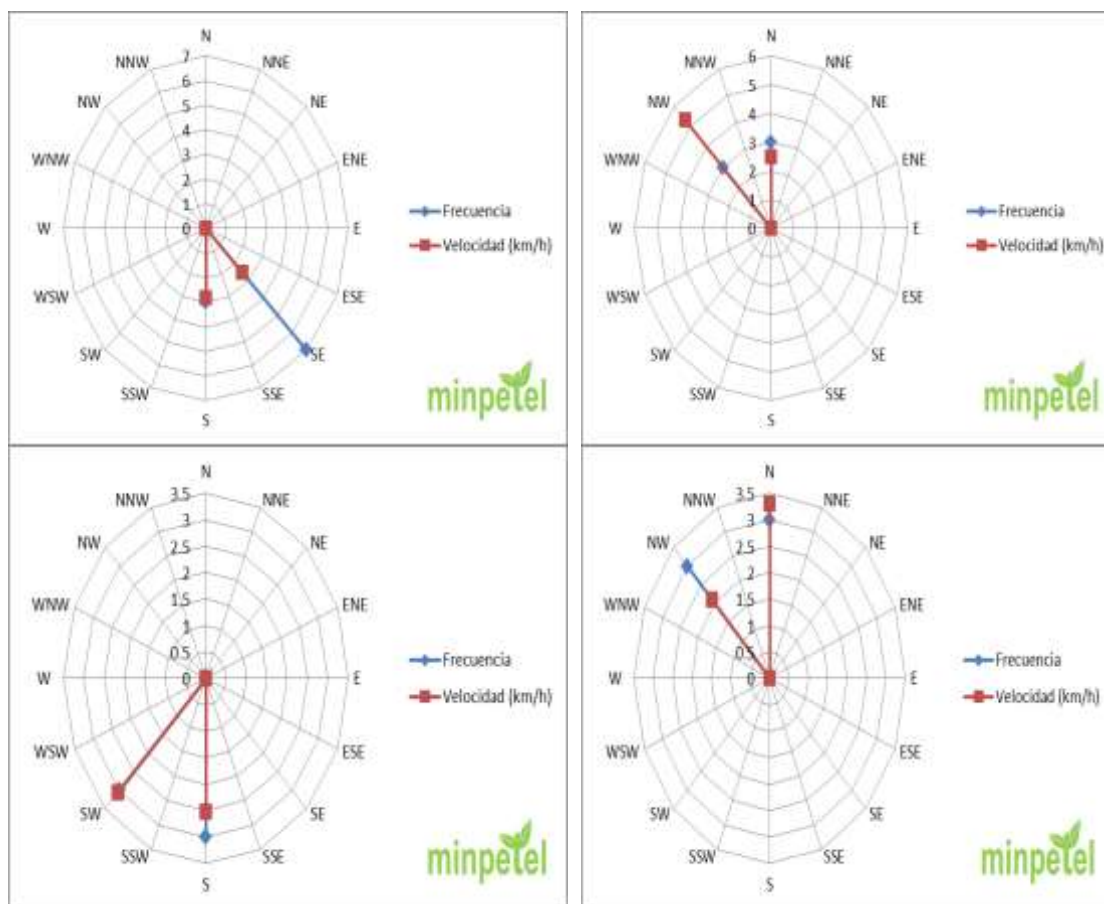 N
NNE
NE
ENE
E
ESE
SE
SSE
S
SSW
SW
WSW
W
WNW
NW
NNW
7
6
5
4
3
2
1
0
Frecuencia
Velocidad (km/h)
minpetel
N
NNE
NE
ENE
E
ESE
SE
SSE
S
SSW
SW
WSW
W
WNW
NW
NNW
6
5
4
3
2
1
0
Frecuencia
Velocidad (km/h)
minpetel
N
NNE
NE
ENE
E
ESE
SE
SSE
S
SSW
SW
WSW
W
WNW
NW
NNW
3.5
3
2.5
2
1.5
1
0.5
0
Frecuencia
Velocidad (km/h)
minpetel
N
NNE
NE
ENE
E
ESE
SE
SSE
S
SSW
SW
WSW
W
WNW
NW
NNW
3.5
3
2.5
2
1.5
1
0.5
0
Frecuencia
Velocidad (km/h)
minpetel